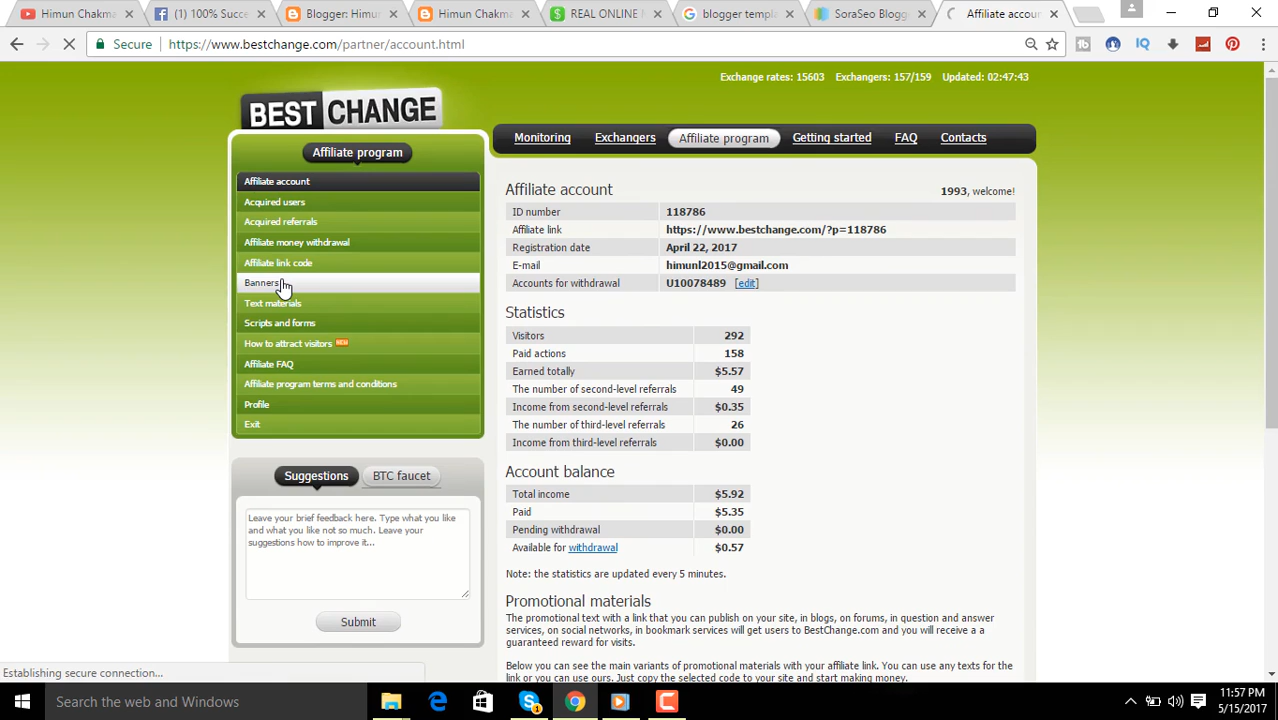 Himun Chakma
(1) 100% Succe
Blogger: Himun
Himun Chakma
REAL ONLINE M
blogger templa
SoraSeo Blogg
Affiliate accour
Secure
https://www.bestchange.com/partner/account.html
Exchange rates: 15603 Exchangers: 157/159 Updated: 02:47:43
BEST CHANGE
Monitoring
Exchangers
Affiliate program
Getting started
FAQ
Contacts
Affiliate program
Affiliate account
Acquired users
Acquired referrals
Affiliate money withdrawal
Affiliate link code
Banners
Text materials
Scripts and forms
How to attract visitors NEW
Affiliate FAQ
Affiliate program terms and conditions
Profile
Exit
Suggestions
BTC faucet
Leave your brief feedback here. Type what you like
and what you like not so much. Leave your
suggestions how to improve it...
Submit
Affiliate account
1993, welcome!
ID number 118786
Affiliate link https://www.bestchange.com/?p=118786
Registration date April 22, 2017
E-mail himunl2015@gmail.com
Accounts for withdrawal U10078489 [edit]
Statistics
Visitors 292
Paid actions 158
Earned totally $5.57
The number of second-level referrals 49
Income from second-level referrals $0.35
The number of third-level referrals 26
Income from third-level referrals $0.00
Account balance
Total income $5.92
Paid $5.35
Pending withdrawal $0.00
Available for withdrawal $0.57
Note: the statistics are updated every 5 minutes.
Promotional materials
The promotional text with a link that you can publish on your site, in blogs, on forums, in question and answer
services, on social networks, in bookmark services will get users to BestChange.com and you will receive a a
guaranteed reward for visits.
Below you can see the main variants of promotional materials with your affiliate link. You can use any texts for the
link or you can use ours. Just copy the selected code to your site and start making money.
Establishing secure connection...
Search the web and Windows
11:57 PM
5/15/2017